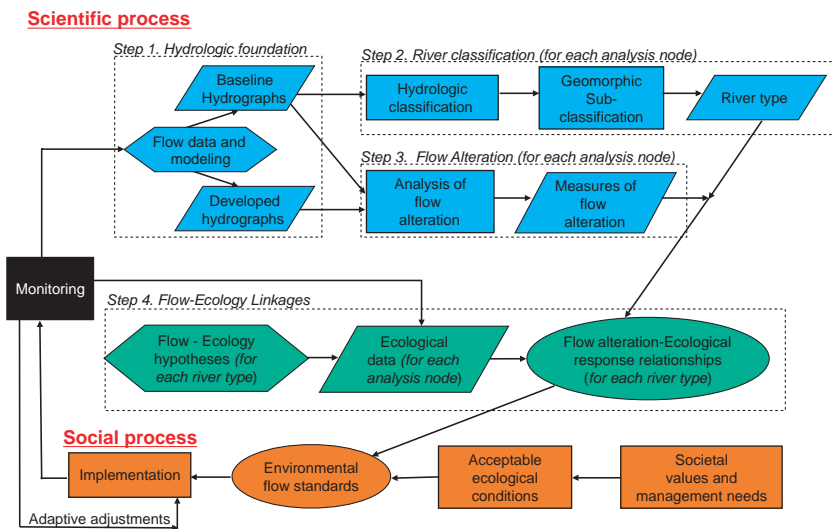 Scientific process
Step 1. Hydrologic foundation
Baseline
Hydrographs
Flow data and
modeling
Developed
hydrographs
Step 2. River classification (for each analysis node)
Hydrologic
classification
Geomorphic
Sub-
classification
River type
Step 3. Flow Alteration (for each analysis node)
Analysis of
flow
alteration
Measures of
flow
alteration
Monitoring
Step 4. Flow-Ecology Linkages
Flow - Ecology
hypotheses (for
each river type)
Ecological
data (for each
analysis node)
Flow alteration-Ecological
response relationships
(for each river type)
Social process
Implementation
Environmental
flow standards
Acceptable
ecological
conditions
Societal
values and
management needs
Adaptive adjustments